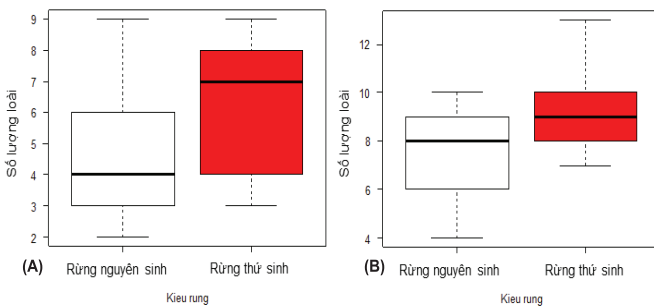 Số lượng loài
9
8
7
6
5
4
3
2
Rừng nguyên sinh
Rừng thứ sinh
(A)
Kieu rung
Số lượng loài
12
10
8
6
4
Rừng nguyên sinh
Rừng thứ sinh
(B)
Kieu rung